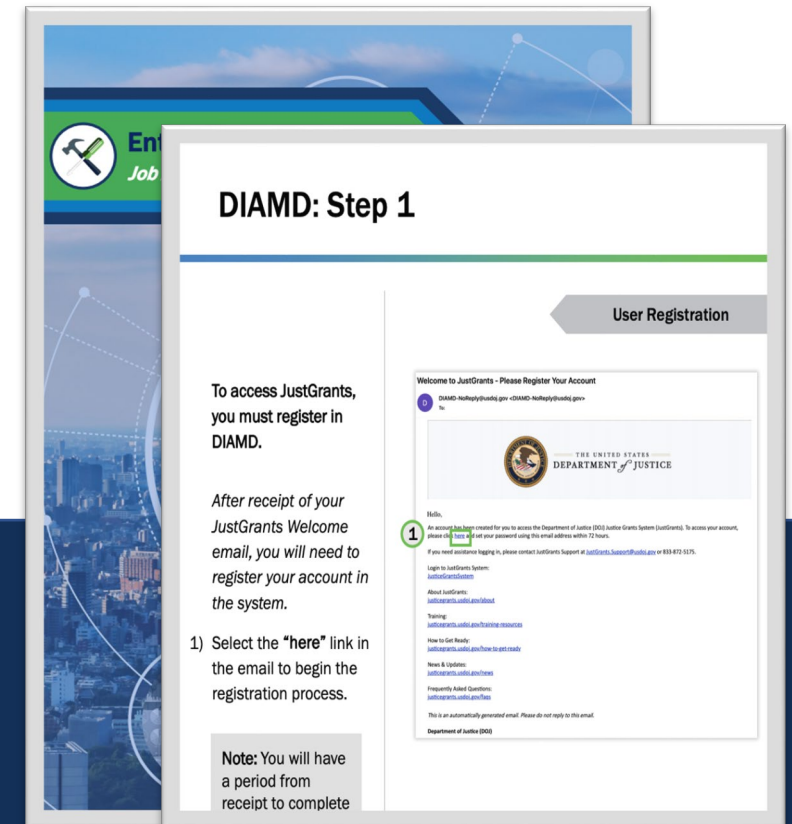 Ent
Job
DIAMD: Step 1
User Registration
To access JustGrants,
you must register in
DIAMD.
After receipt of your
JustGrants Welcome
email, you will need to
register your account in
the system.
1) Select the “here” link in
the email to begin the
registration process.
Note: You will have
a period from
receipt to complete
Welcome to JustGrants - Please Register Your Account
D
DIAMD-NoReply@usdoj.gov <DIAMD-NoReply@usdoj.gov>
To:
THE UNITED STATES
DEPARTMENT of JUSTICE
Hello,
1
An account has been created for you to access the Department of Justice (DOJ) Justice Grants System (JustGrants). To access your account,
please click here and set your password using this email address within 72 hours.
If you need assistance logging in, please contact JustGrants Support at JustGrants.Support@usdoj.gov or 833-872-5175.
Login to JustGrants System:
JusticeGrantsSystem
About JustGrants:
justicegrants.usdoj.gov/about
Training:
justicegrants.usdoj.gov/training-resources
How to Get Ready:
justicegrants.usdoj.gov/how-to-get-ready
News & Updates:
justicegrants.usdoj.gov/news
Frequently Asked Questions:
justicegrants.usdoj.gov/faqs
This is an automatically generated email. Please do not reply to this email.
Department of Justice (DOJ)